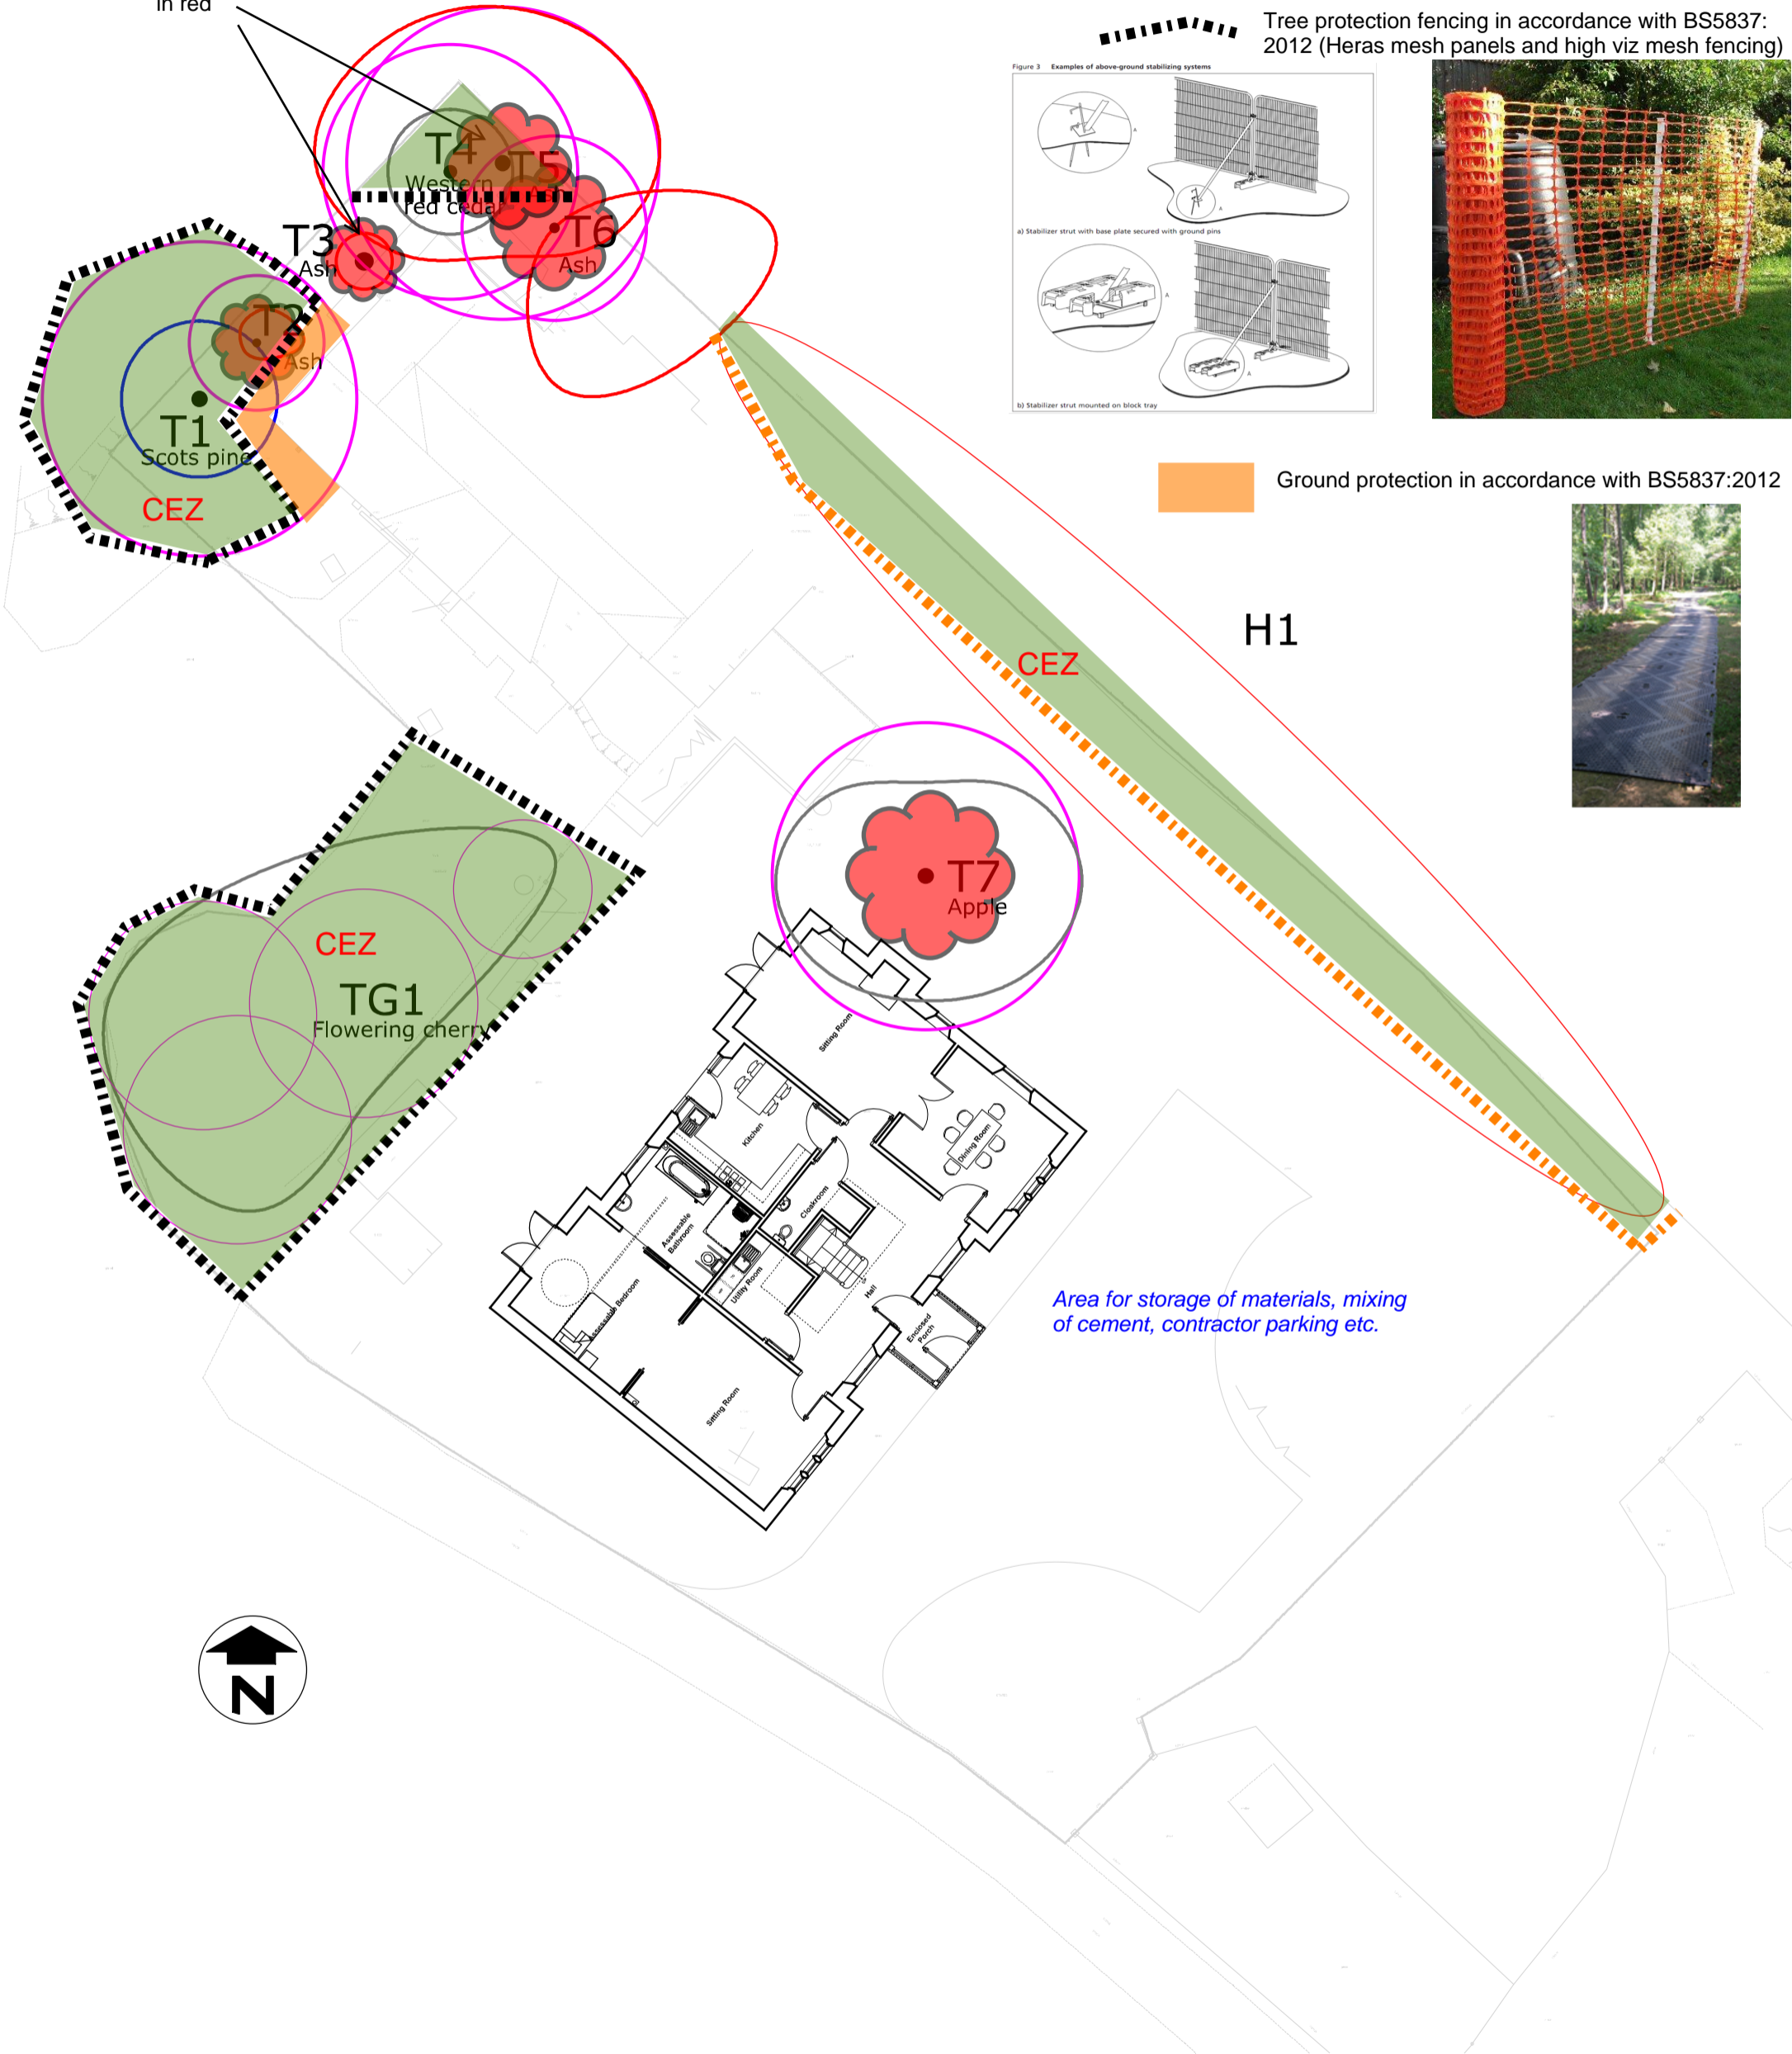 in red
Tree protection fencing in accordance with BS5837:
2012 (Heras mesh panels and high viz mesh fencing)
Figure 3 Examples of above-ground stabilizing systems
a) Stabilizer strut with base plate secured with ground pins
b) Stabilizer strut mounted on block tray
Ground protection in accordance with BS5837:2012
T4
Western
red cedar
T5
Ash
T6
Ash
T3
Ash
T2
Ash
T1
Scots pine
CEZ
H1
CEZ
CEZ
TG1
Flowering cherry
T7
Apple
Sitting Room
Kitchen
Dining Room
Cloakroom
Assessable
Bathroom
Utility Room
Hall
Assessable Bedroom
Enclosed
Porch
Sitting Room
Area for storage of materials, mixing
of cement, contractor parking etc.
N